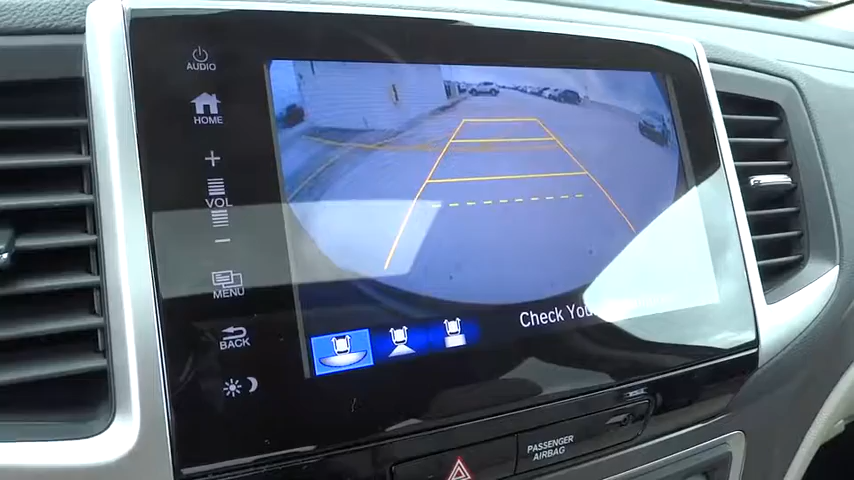 AUDIO
HOME
+
VOL
−
MENU
BACK
Check You
PASSENGER
AIRBAG